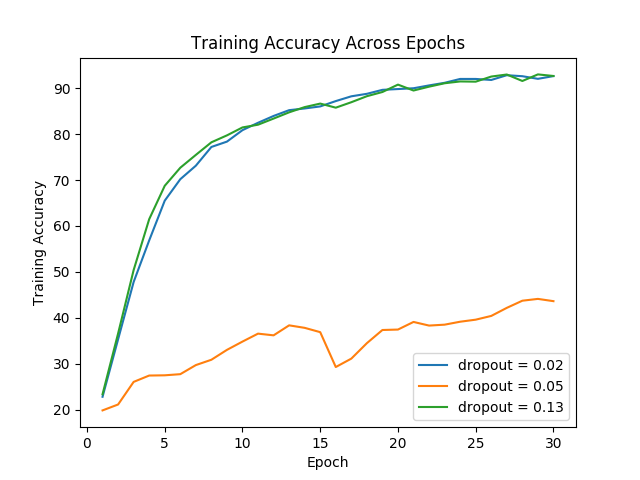 Training Accuracy Across Epochs
Training Accuracy
90
80
70
60
50
40
30
20
0 5 10 15 20 25 30
Epoch
dropout = 0.02
dropout = 0.05
dropout = 0.13